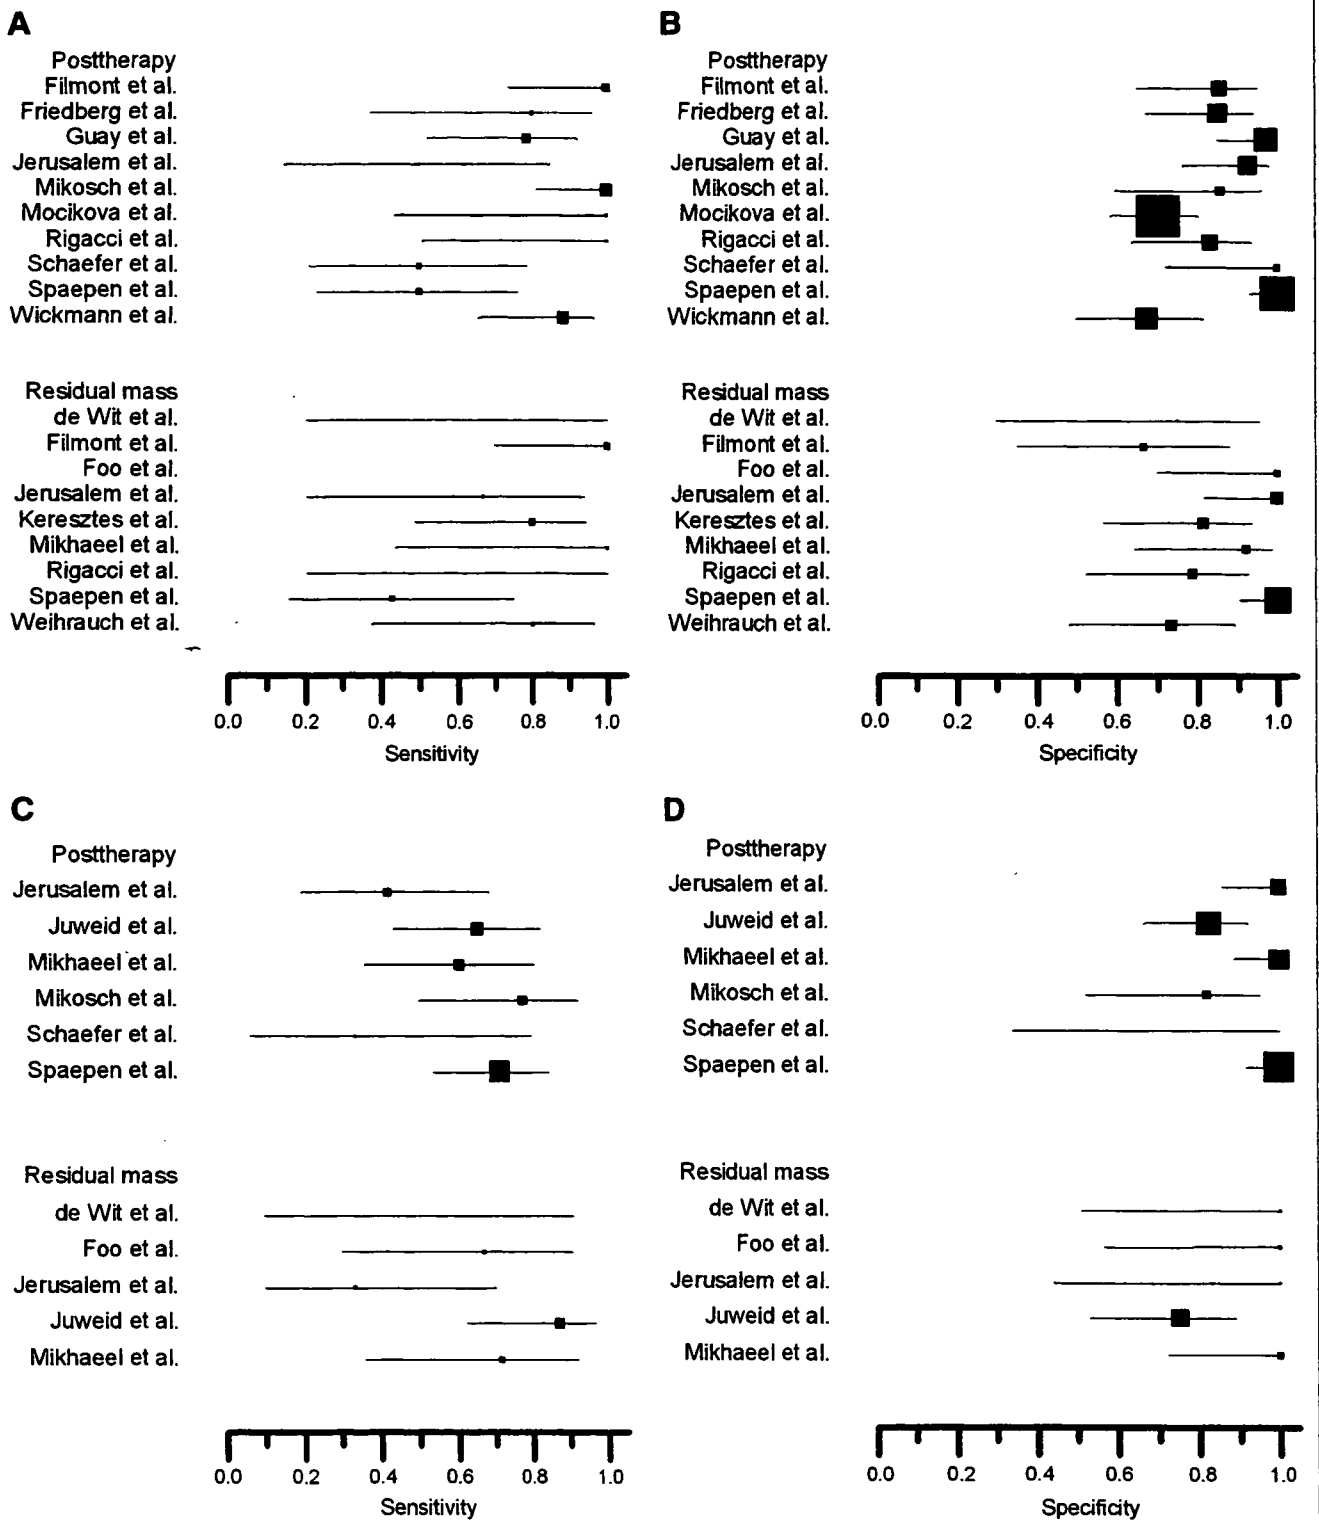 A
Posttherapy
Filmont et al.
Friedberg et al.
Guay et al.
Jerusalem et al.
Mikosch et al.
Mocikova et al.
Rigacci et al.
Schaefer et al.
Spaepen et al.
Wickmann et al.
Residual mass
de Wit et al.
Filmont et al.
Foo et al.
Jerusalem et al.
Keresztes et al.
Mikhaeel et al.
Rigacci et al.
Spaepen et al.
Weihrauch et al.
0.0 0.2 0.4 0.6 0.8 1.0
Sensitivity
B
Posttherapy
Filmont et al.
Friedberg et al.
Guay et al.
Jerusalem et al.
Mikosch et al.
Mocikova et al.
Rigacci et al.
Schaefer et al.
Spaepen et al.
Wickmann et al.
Residual mass
de Wit et al.
Filmont et al.
Foo et al.
Jerusalem et al.
Keresztes et al.
Mikhaeel et al.
Rigacci et al.
Spaepen et al.
Weihrauch et al.
0.0 0.2 0.4 0.6 0.8 1.0
Specificity
C
Posttherapy
Jerusalem et al.
Juweid et al.
Mikhaeel et al.
Mikosch et al.
Schaefer et al.
Spaepen et al.
Residual mass
de Wit et al.
Foo et al.
Jerusalem et al.
Juweid et al.
Mikhaeel et al.
0.0 0.2 0.4 0.6 0.8 1.0
Sensitivity
D
Posttherapy
Jerusalem et al.
Juweid et al.
Mikhaeel et al.
Mikosch et al.
Schaefer et al.
Spaepen et al.
Residual mass
de Wit et al.
Foo et al.
Jerusalem et al.
Juweid et al.
Mikhaeel et al.
0.0 0.2 0.4 0.6 0.8 1.0
Specificity